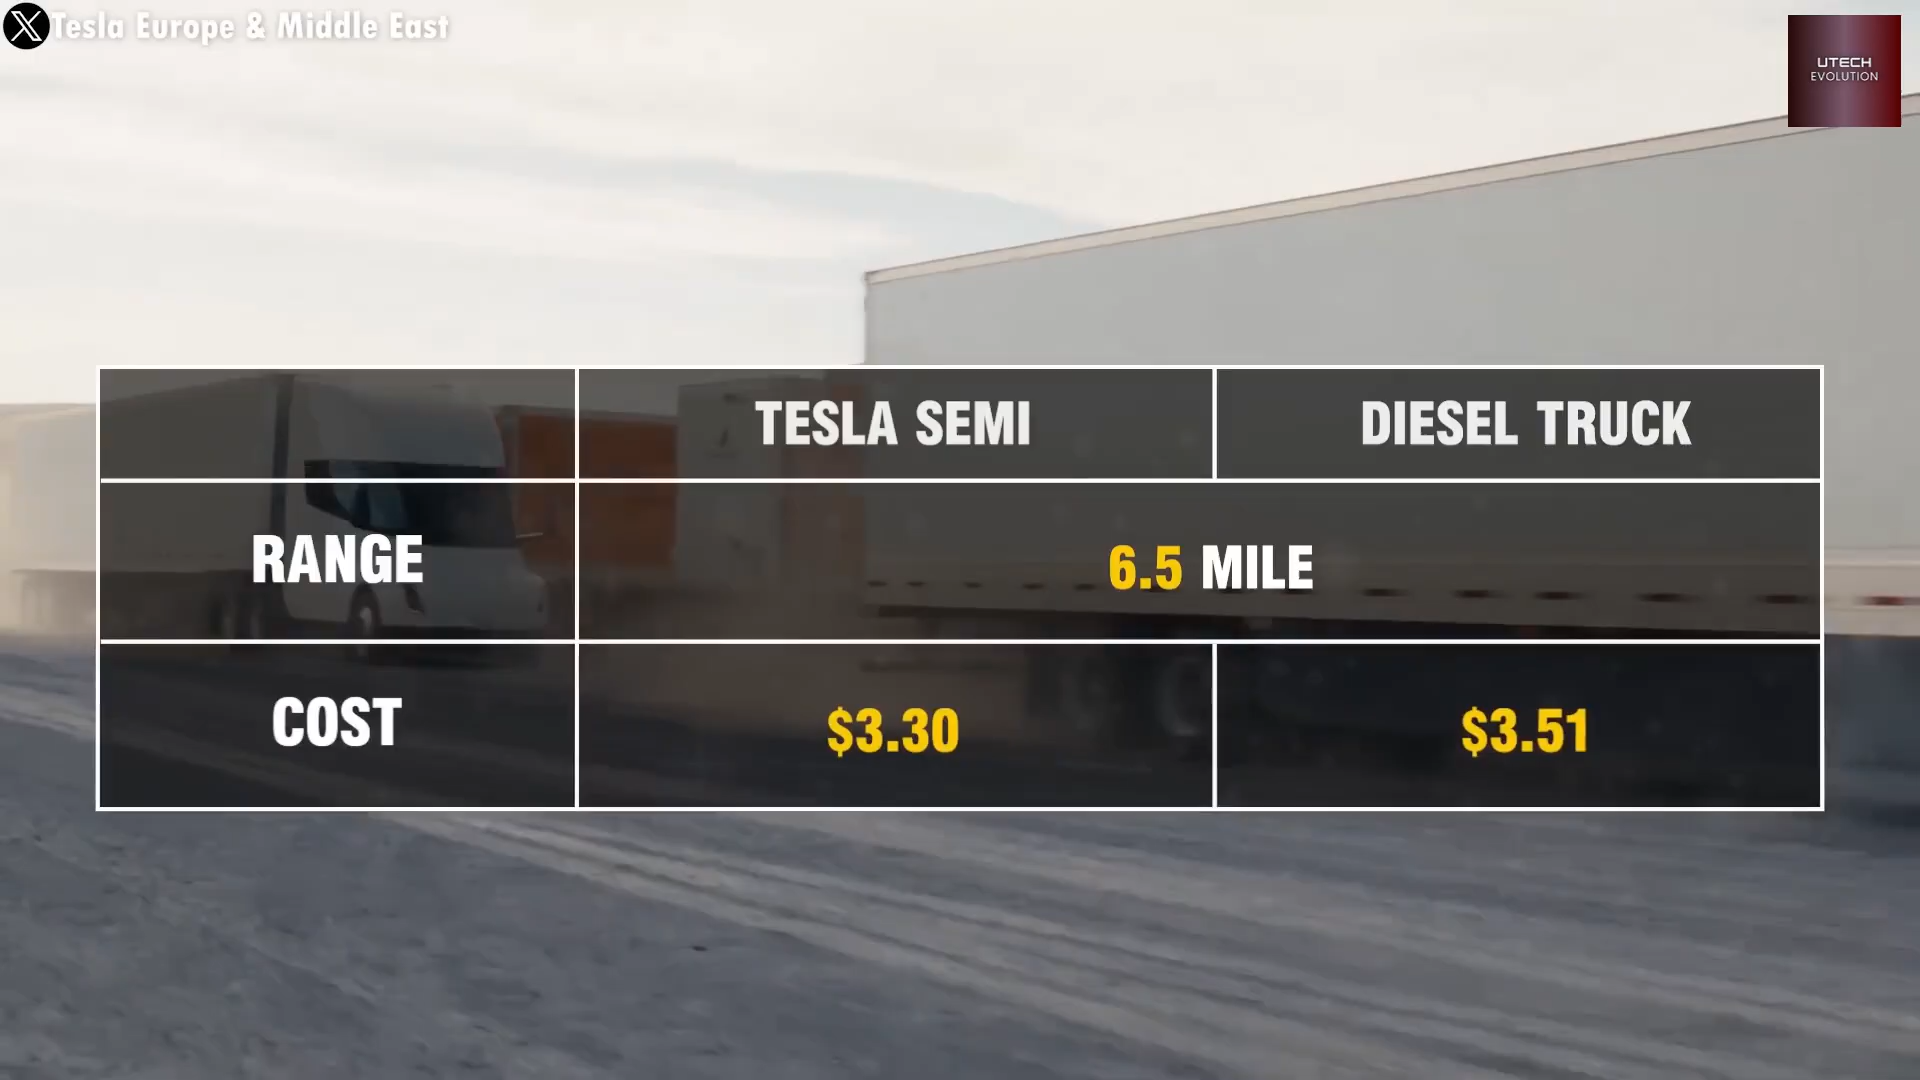 Tesla Europe & Middle East
UTECH
EVOLUTION
TESLA SEMI
DIESEL TRUCK
RANGE
6.5 MILE
COST
$3.30
$3.51